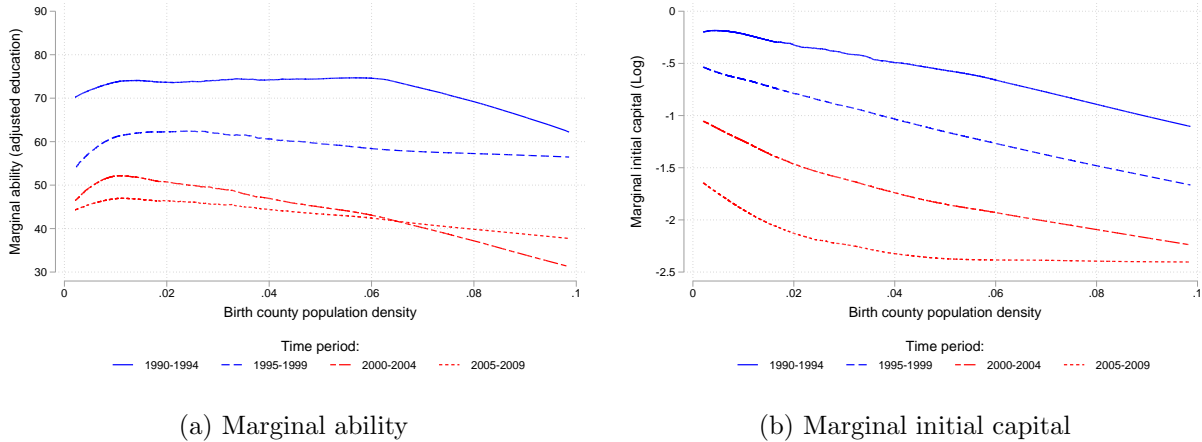 Marginal ability (adjusted education)
90
80
70
60
50
40
30
0 .02 .04 .06 .08 .1
Birth county population density
Time period:
1990-1994 1995-1999 2000-2004 2005-2009
(a) Marginal ability
Marginal initial capital (Log)
0
-.5
-1
-1.5
-2
-2.5
0 .02 .04 .06 .08 .1
Birth county population density
Time period:
1990-1994 1995-1999 2000-2004 2005-2009
(b) Marginal initial capital